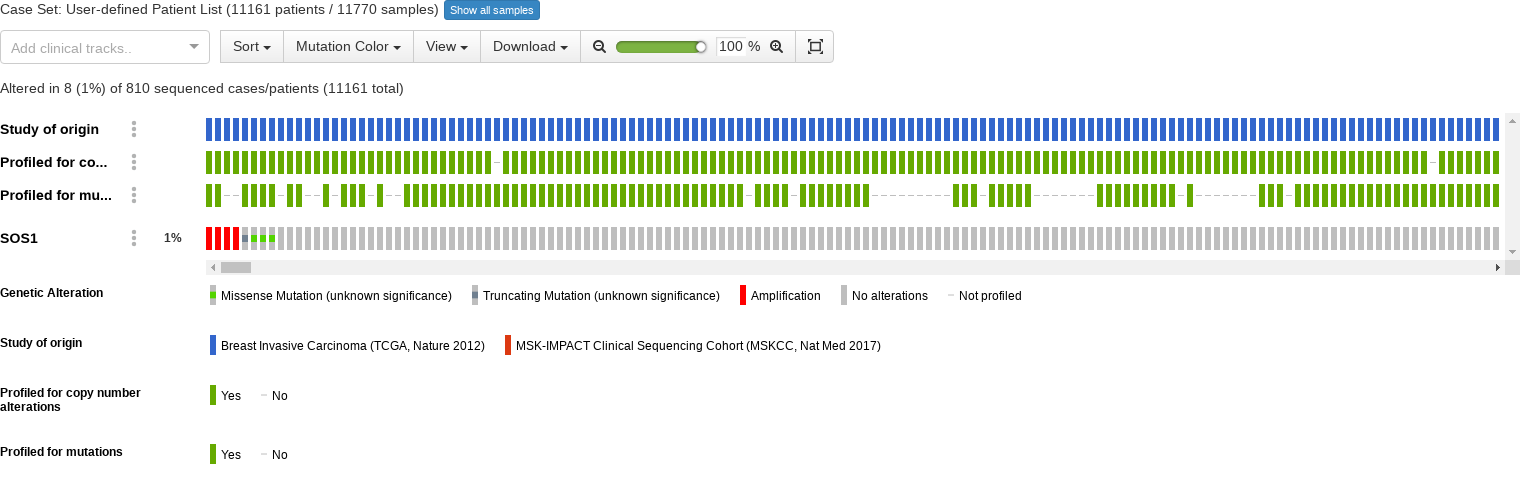 Case Set: User-defined Patient List (11161 patients / 11770 samples) Show all samples
Add clinical tracks.. Sort Mutation Color View Download 100 %
Altered in 8 (1%) of 810 sequenced cases/patients (11161 total)
Study of origin
Profiled for co...
Profiled for mu...
SOS1 1%
Genetic Alteration Missense Mutation (unknown significance) Truncating Mutation (unknown significance) Amplification No alterations Not profiled
Study of origin Breast Invasive Carcinoma (TCGA, Nature 2012) MSK-IMPACT Clinical Sequencing Cohort (MSKCC, Nat Med 2017)
Profiled for copy number Yes No
alterations
Profiled for mutations Yes No